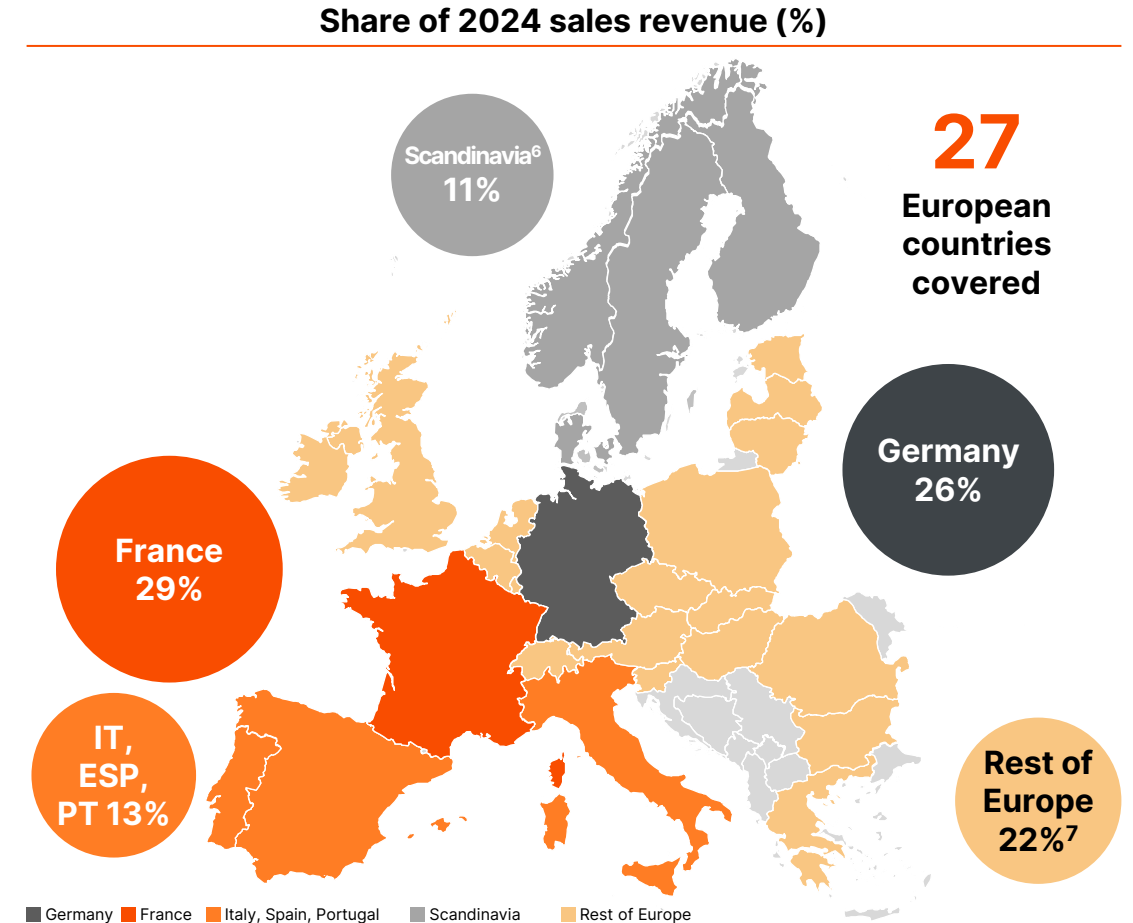 Share of 2024 sales revenue (%)
Scandinavia⁶
11%
27
European
countries
covered
Germany
26%
France
29%
IT,
ESP,
PT 13%
Rest of
Europe
22%⁷
Germany
France
Italy, Spain, Portugal
Scandinavia
Rest of Europe